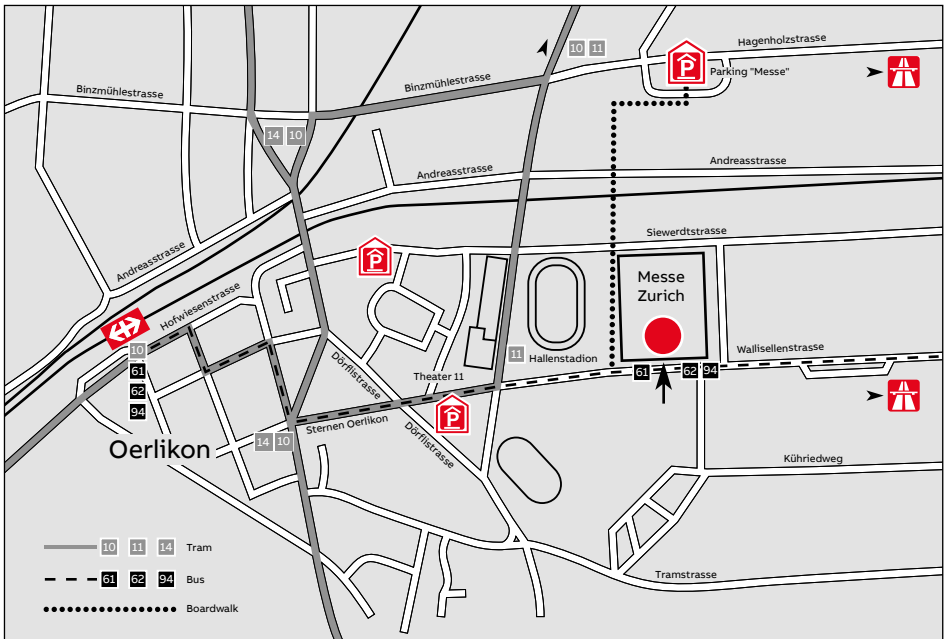 10 11
Hagenholzstrasse
P
Parking "Messe"
Binzmühlestrasse
Binzmühlestrasse
14 10
Andreasstrasse
Andreasstrasse
Andreasstrasse
Siewerdtstrasse
P
Messe
Zurich
Hofwiesenstrasse
10
61
62
94
Dörflistrasse
11
Hallenstadion
Wallisellenstrasse
61 62 94
Theater 11
P
Sternen Oerlikon
Dörflistrasse
14 10
Oerlikon
Kühriedweg
10 11 14 Tram
61 62 94 Bus
Boardwalk
Tramstrasse